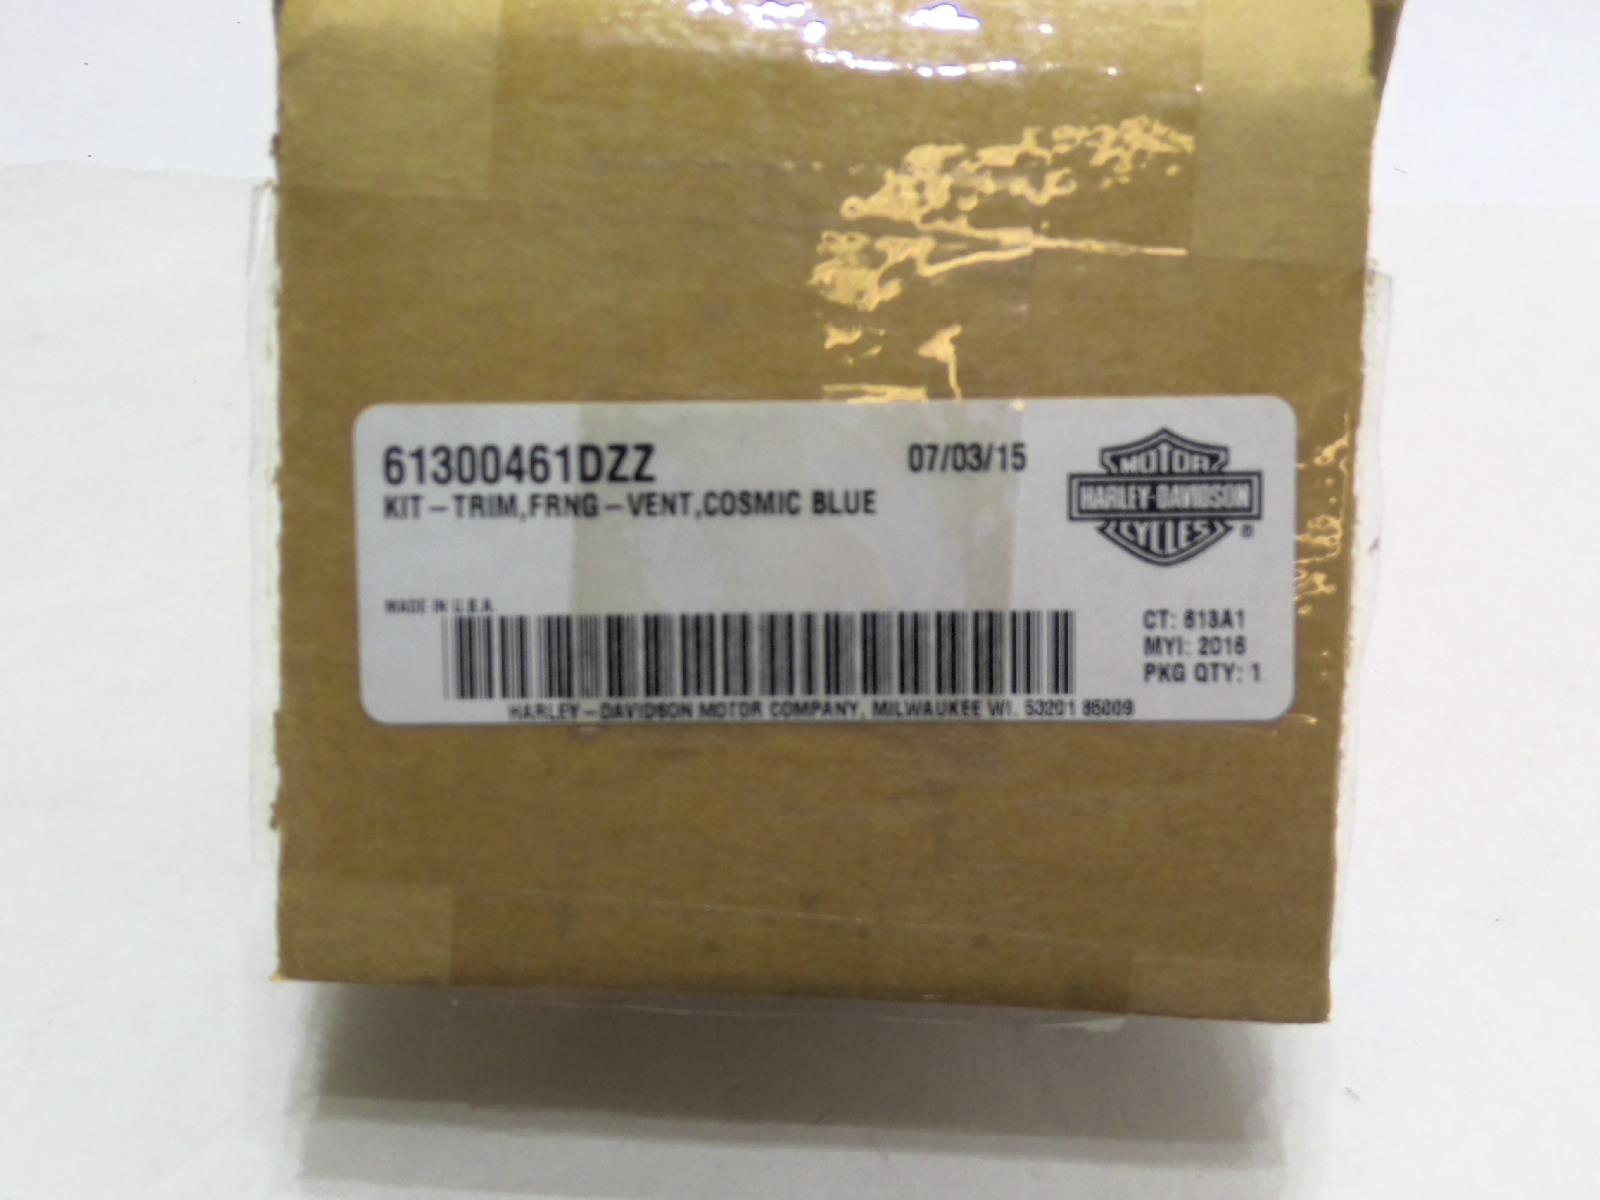 61300461DZZ
07/03/15
KIT-TRIM,FRNG-VENT,COSMIC BLUE
MOTOR
HARLEY-DAVIDSON
CYCLES
®
MADE IN U.S.A.
CT: 613A1
MYI: 2016
PKG QTY: 1
HARLEY-DAVIDSON MOTOR COMPANY, MILWAUKEE WI. 53201 85009